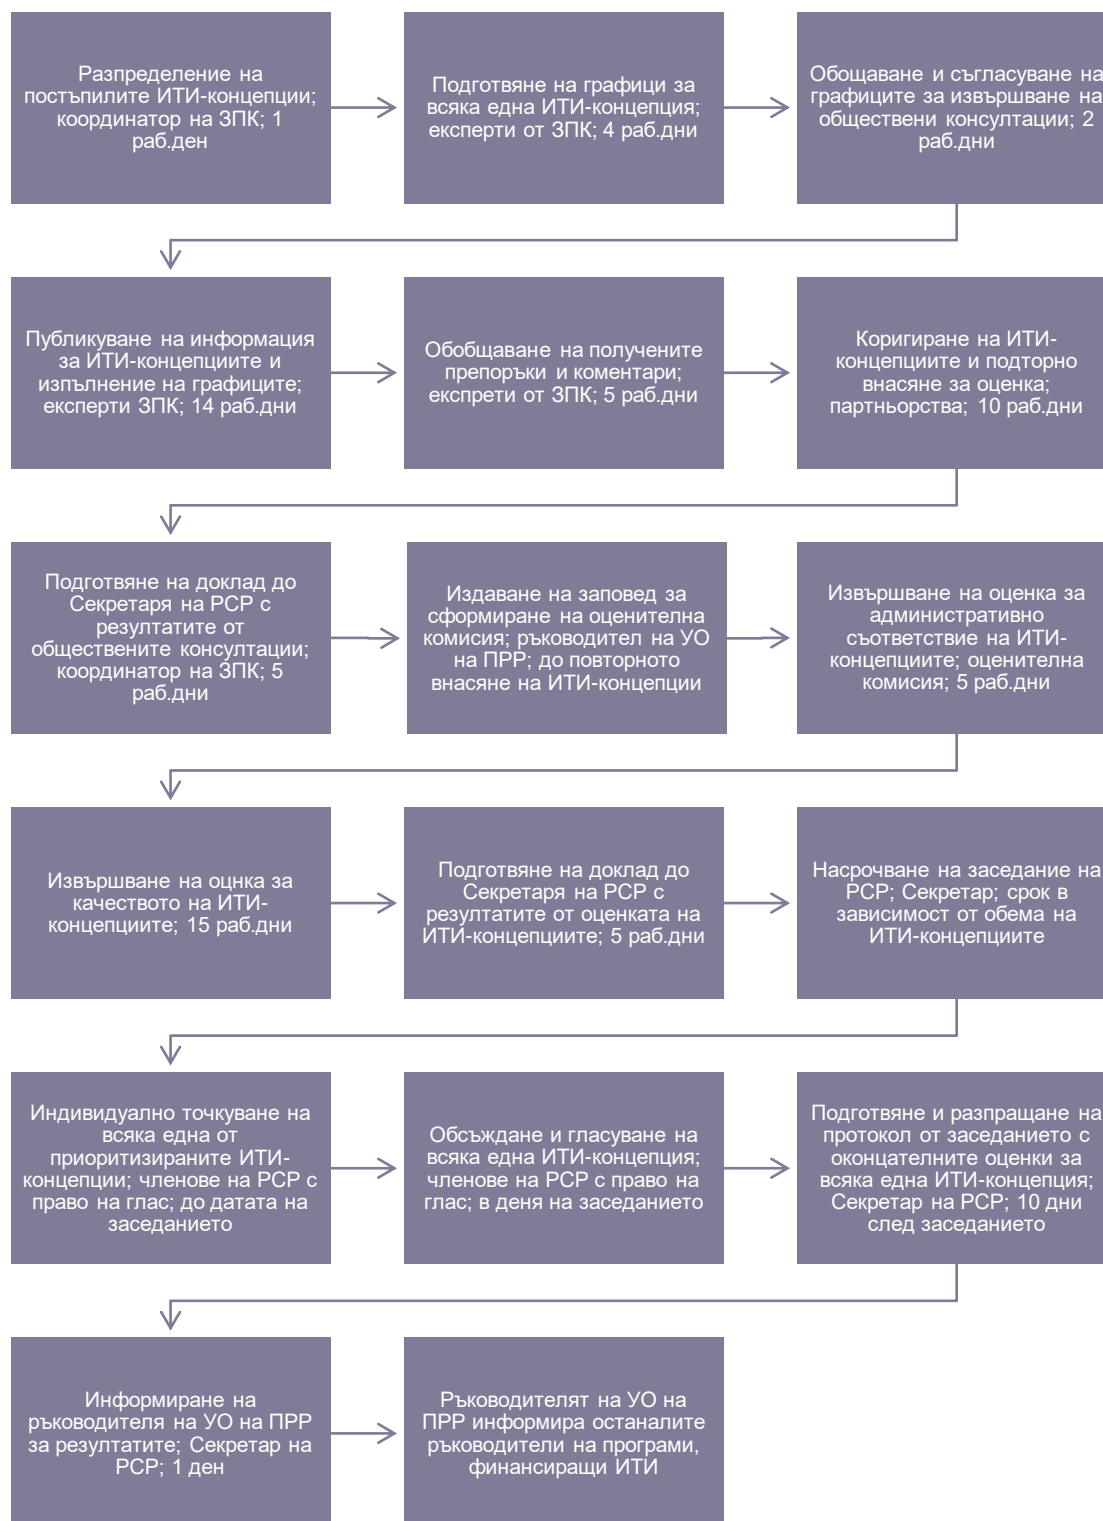 Разпределение на
постъпилите ИТИ-концепции;
координатор на ЗПК; 1
раб.ден
Подготвяне на графици за
всяка една ИТИ-концепция;
експерти от ЗПК; 4 раб.дни
Обощаване и съгласуване на
графиците за извършване на
обществени консултации; 2
раб.дни
Публикуване на информация
за ИТИ-концепциите и
изпълнение на графиците;
експерти ЗПК; 14 раб.дни
Обобщаване на получените
препоръки и коментари;
експрети от ЗПК; 5 раб.дни
Коригиране на ИТИ-
концепциите и подторно
внасяне за оценка;
партньорства; 10 раб.дни
Подготвяне на доклад до
Секретаря на РСР с
резултатите от
обществените консултации;
координатор на ЗПК; 5
раб.дни
Издаване на заповед за
сформиране на оценителна
комисия; ръководител на УО
на ПРР; до повторното
внасяне на ИТИ-концепции
Извършване на оценка за
административно
съответствие на ИТИ-
концепциите; оценителна
комисия; 5 раб.дни
Извършване на оцнка за
качеството на ИТИ-
концепциите; 15 раб.дни
Подготвяне на доклад до
Секретаря на РСР с
резултатите от оценката на
ИТИ-концепциите; 5 раб.дни
Насрочване на заседание на
РСР; Секретар; срок в
зависимост от обема на
ИТИ-концепциите
Индивидуално точкуване на
всяка една от
приоритизираните ИТИ-
концепции; членове на РСР с
право на глас; до датата на
заседанието
Обсъждане и гласуване на
всяка една ИТИ-концепция;
членове на РСР с право на
глас; в деня на заседанието
Подготвяне и разпращане на
протокол от заседанието с
оконцателните оценки за
всяка една ИТИ-концепция;
Секретар на РСР; 10 дни
след заседанието
Информиране на
ръководителя на УО на ПРР
за резултатите; Секретар на
РСР; 1 ден
Ръководителят на УО на
ПРР информира останалите
ръководители на програми,
финансиращи ИТИ